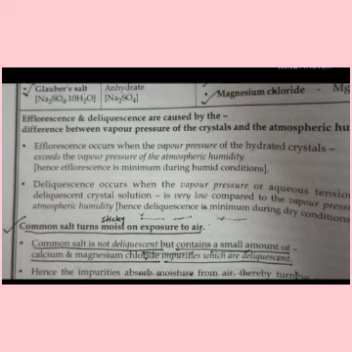 Glauber's salt Anhydrate • Magnesium chloride - Mg
[Na₂SO₄.10H₂O] [Na₂SO₄]
Efflorescence & deliquescence are caused by the -
difference between vapour pressure of the crystals and the atmospheric hu
• Efflorescence occurs when the vapour pressure of the hydrated crystals -
exceeds the vapour pressure of the atmospheric humidity
[hence efflorescence is minimum during humid conditions].
• Deliquescence occurs when the vapour pressure or aqueous tensio
deliquescent crystal solution - is very low compared to the vapour press
atmospheric humidity [hence deliquescence is minimum during dry conditions
sticky
Common salt turns moist on exposure to air.
• Common salt is not deliquescent but contains a small amount of -
calcium & magnesium chloride impurities which are deliquescent.
• Hence the impurities absorb moisture from air, thereby turning